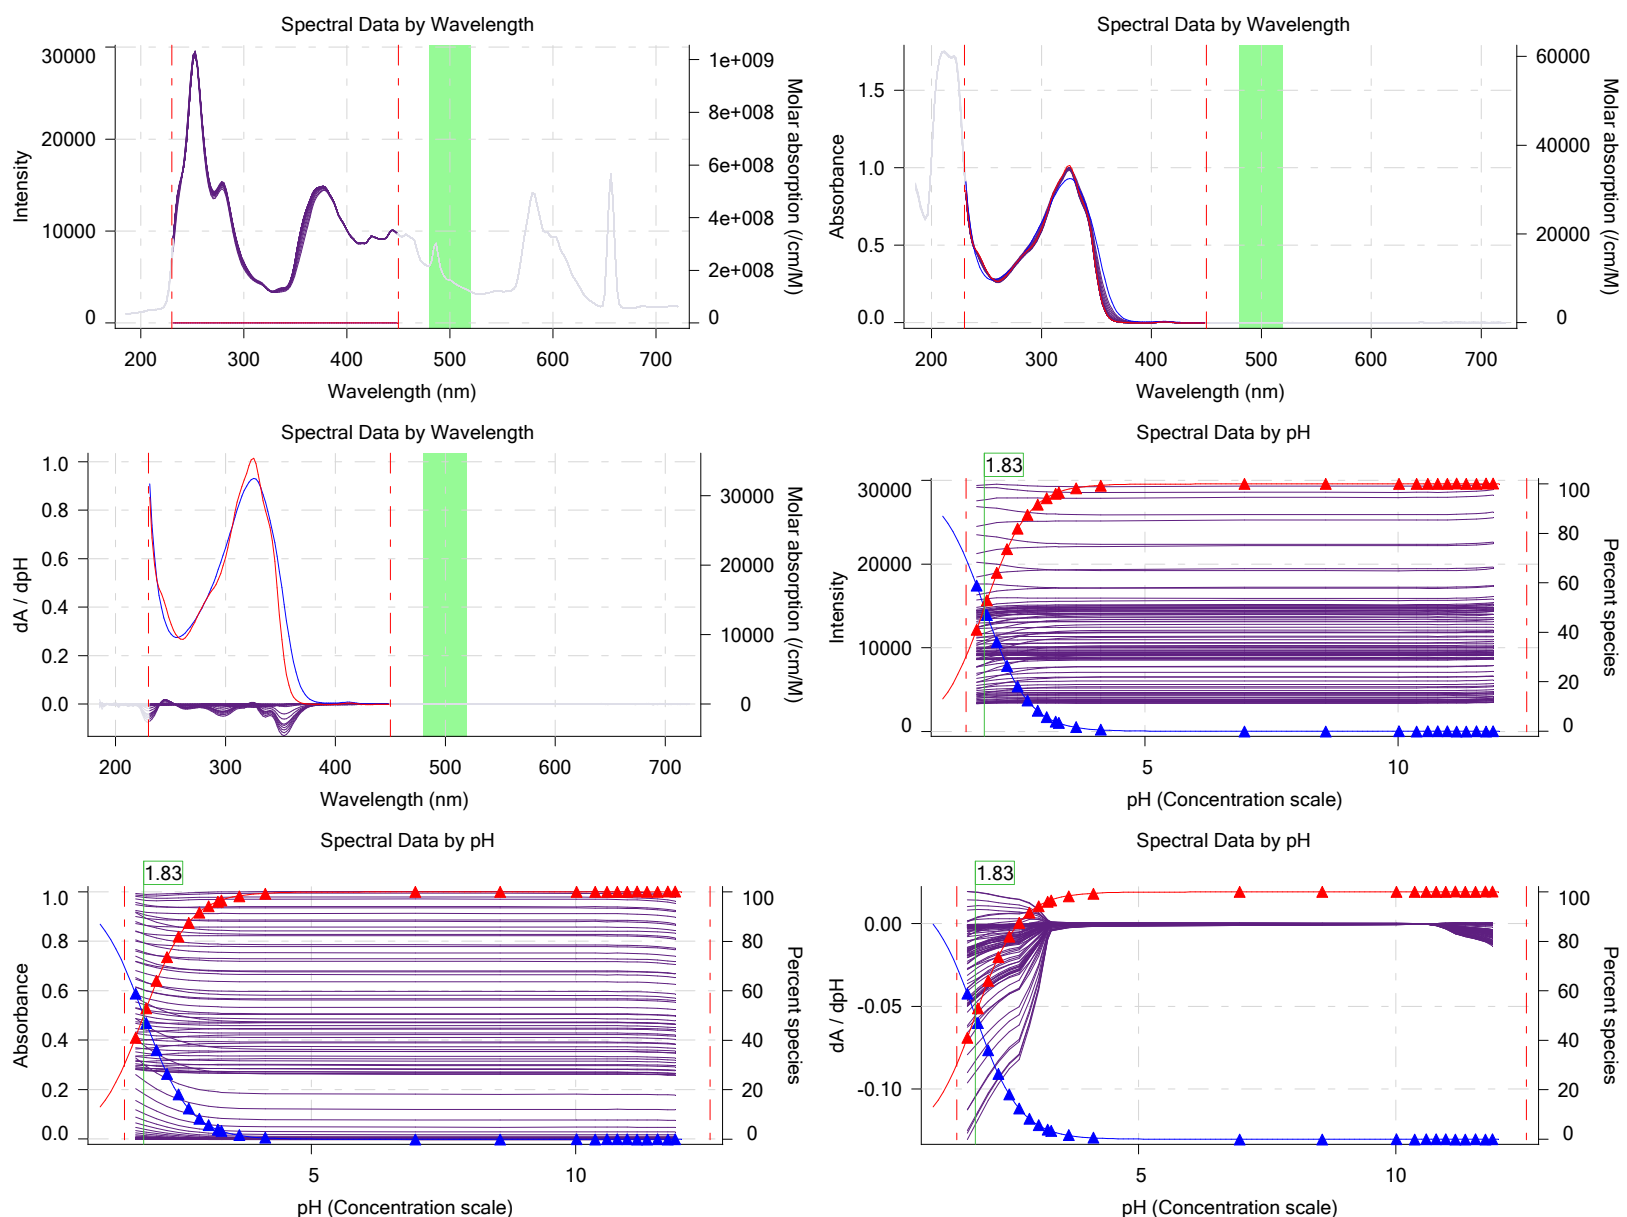 Spectral Data by Wavelength
30000
20000
10000
0
Intensity
1e+009
8e+008
6e+008
4e+008
2e+008
0
Molar absorption (/cm/M)
200 300 400 500 600 700
Wavelength (nm)
Spectral Data by Wavelength
1.5
1.0
0.5
0.0
Absorbance
60000
40000
20000
0
Molar absorption (/cm/M)
200 300 400 500 600 700
Wavelength (nm)
Spectral Data by Wavelength
1.0
0.8
0.6
0.4
0.2
0.0
dA / dpH
30000
20000
10000
0
Molar absorption (/cm/M)
200 300 400 500 600 700
Wavelength (nm)
Spectral Data by pH
1.83
30000
20000
10000
0
Intensity
100
80
60
40
20
0
Percent species
5 10
pH (Concentration scale)
Spectral Data by pH
1.83
1.0
0.8
0.6
0.4
0.2
0.0
Absorbance
100
80
60
40
20
0
Percent species
5 10
pH (Concentration scale)
Spectral Data by pH
1.83
0.00
-0.05
-0.10
dA / dpH
100
80
60
40
20
0
Percent species
5 10
pH (Concentration scale)